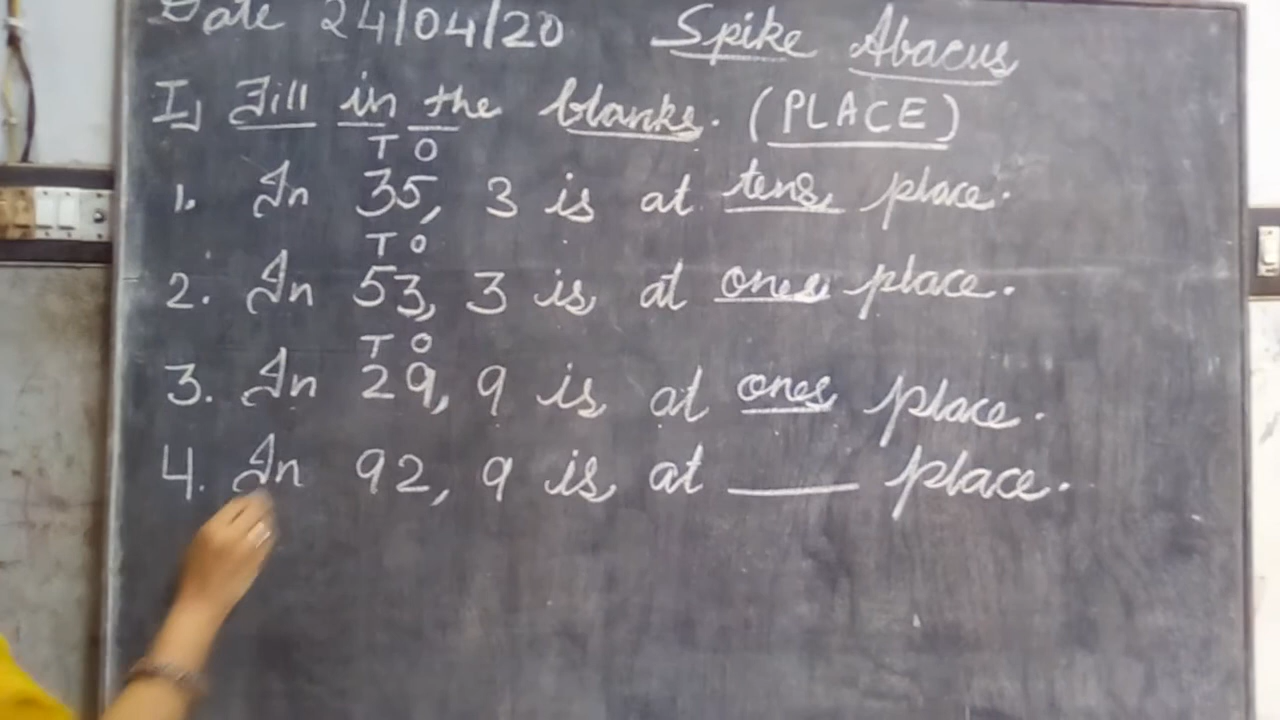 Date 24/04/20 Spike Abacus
I) Fill in the blanks. (PLACE)
T O
1. In 35, 3 is at tens place.
T O
2. In 53, 3 is at ones place.
T O
3. In 29, 9 is at ones place.
4. In 92, 9 is at ____ place.